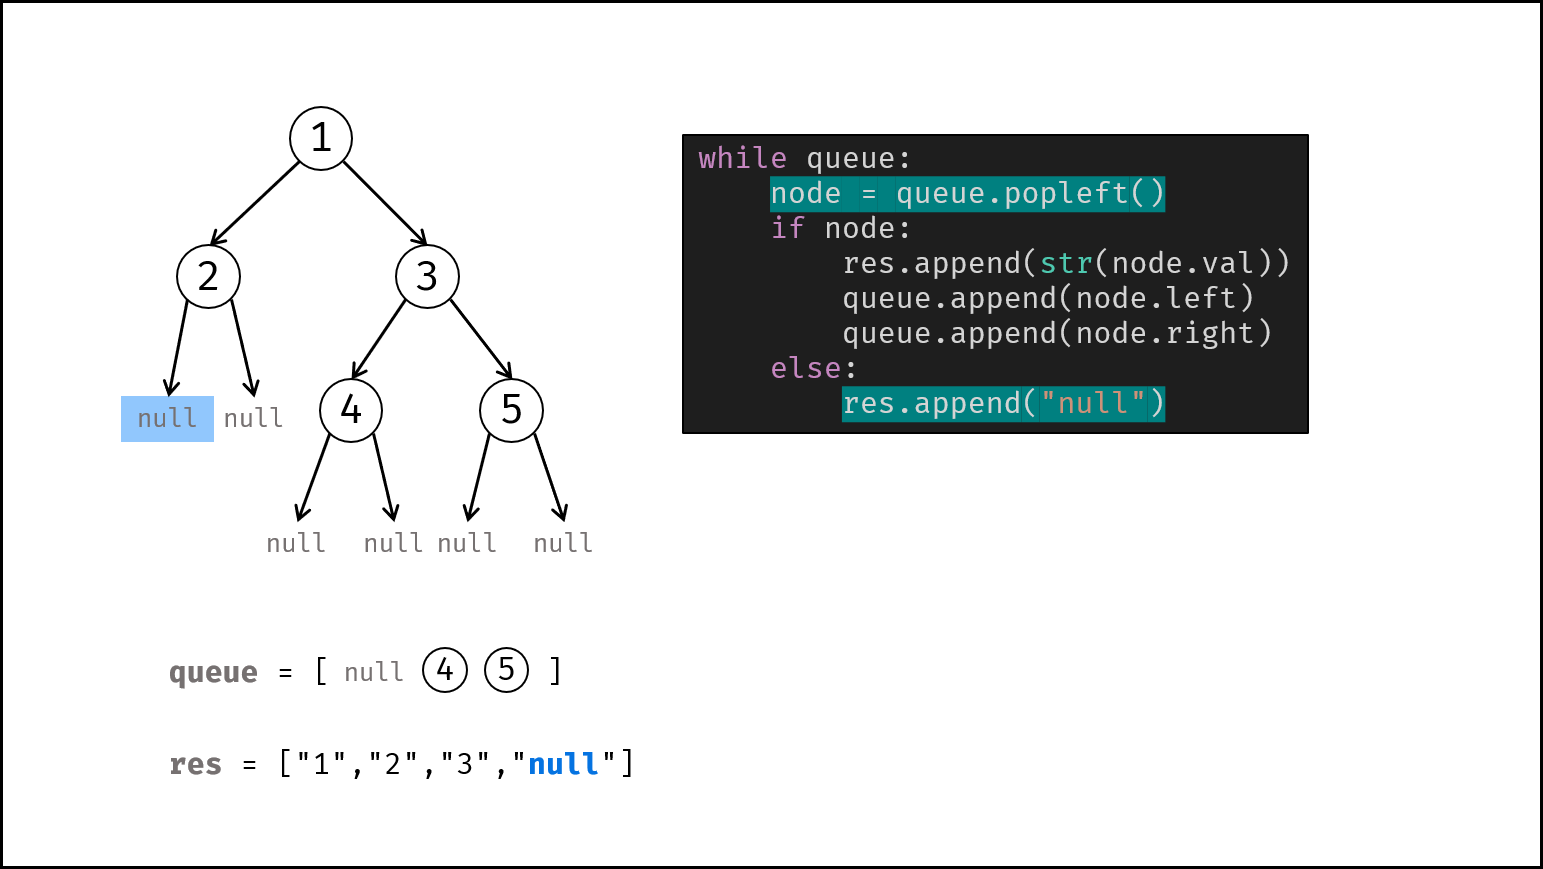 1
2
3
null
null
4
5
null
null
null
null
while queue:
    node = queue.popleft()
    if node:
        res.append(str(node.val))
        queue.append(node.left)
        queue.append(node.right)
    else:
        res.append("null")
queue = [ null 4 5 ]
res = ["1","2","3","null"]